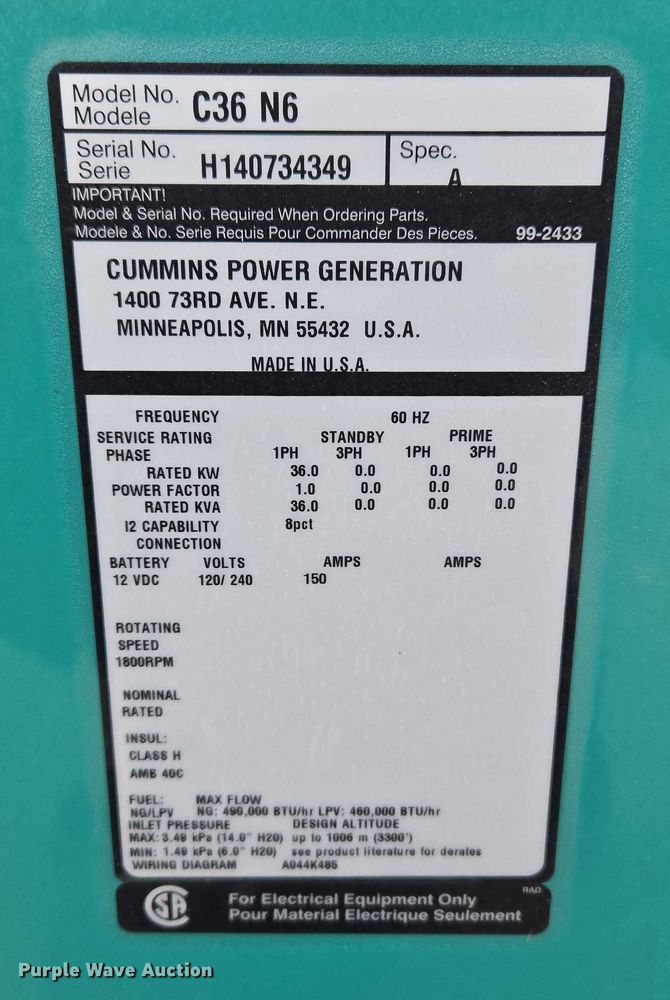 Model No. C36 N6
Modele
Serial No. H140734349 Spec. A
Serie
IMPORTANT!
Model & Serial No. Required When Ordering Parts.
Modele & No. Serie Requis Pour Commander Des Pieces. 99-2433
CUMMINS POWER GENERATION
1400 73RD AVE. N.E.
MINNEAPOLIS, MN 55432 U.S.A.
MADE IN U.S.A.
FREQUENCY 60 HZ
SERVICE RATING STANDBY PRIME
PHASE 1PH 3PH 1PH 3PH
RATED KW 36.0 0.0 0.0 0.0
POWER FACTOR 1.0 0.0 0.0 0.0
RATED KVA 36.0 0.0 0.0 0.0
I2 CAPABILITY 8pct
CONNECTION
BATTERY VOLTS AMPS AMPS
12 VDC 120/ 240 150
ROTATING
SPEED
1800RPM
NOMINAL
RATED
INSUL:
CLASS H
AMB 40C
FUEL: MAX FLOW
NG/LPV NG: 490,000 BTU/hr LPV: 460,000 BTU/hr
INLET PRESSURE DESIGN ALTITUDE
MAX: 3.49 kPa (14.0" H20) up to 1006 m (3300')
MIN: 1.49 kPa (6.0" H20) see product literature for derates
WIRING DIAGRAM A044K485
RAD
SA For Electrical Equipment Only
Pour Material Electrique Seulement
Purple Wave Auction